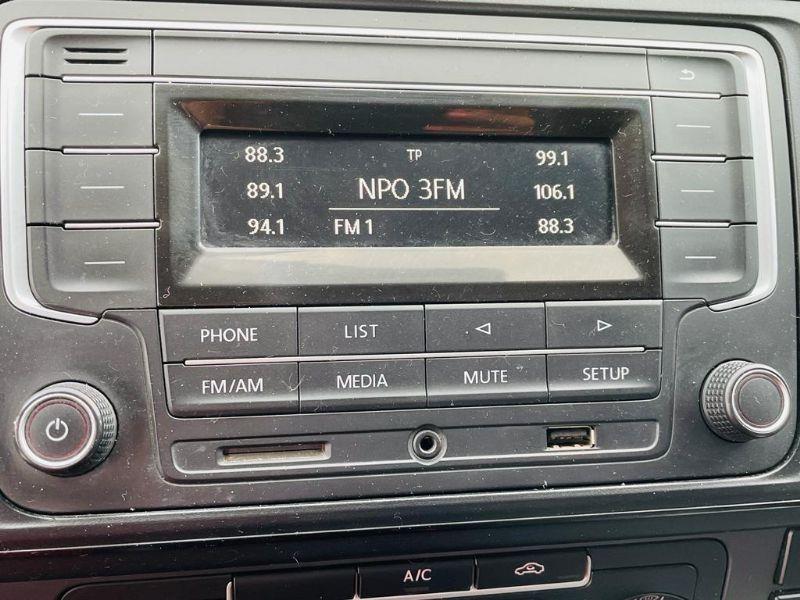 88.3 TP 99.1
89.1 NPO 3FM 106.1
94.1 FM 1 88.3
PHONE LIST
FM/AM MEDIA MUTE SETUP
A/C